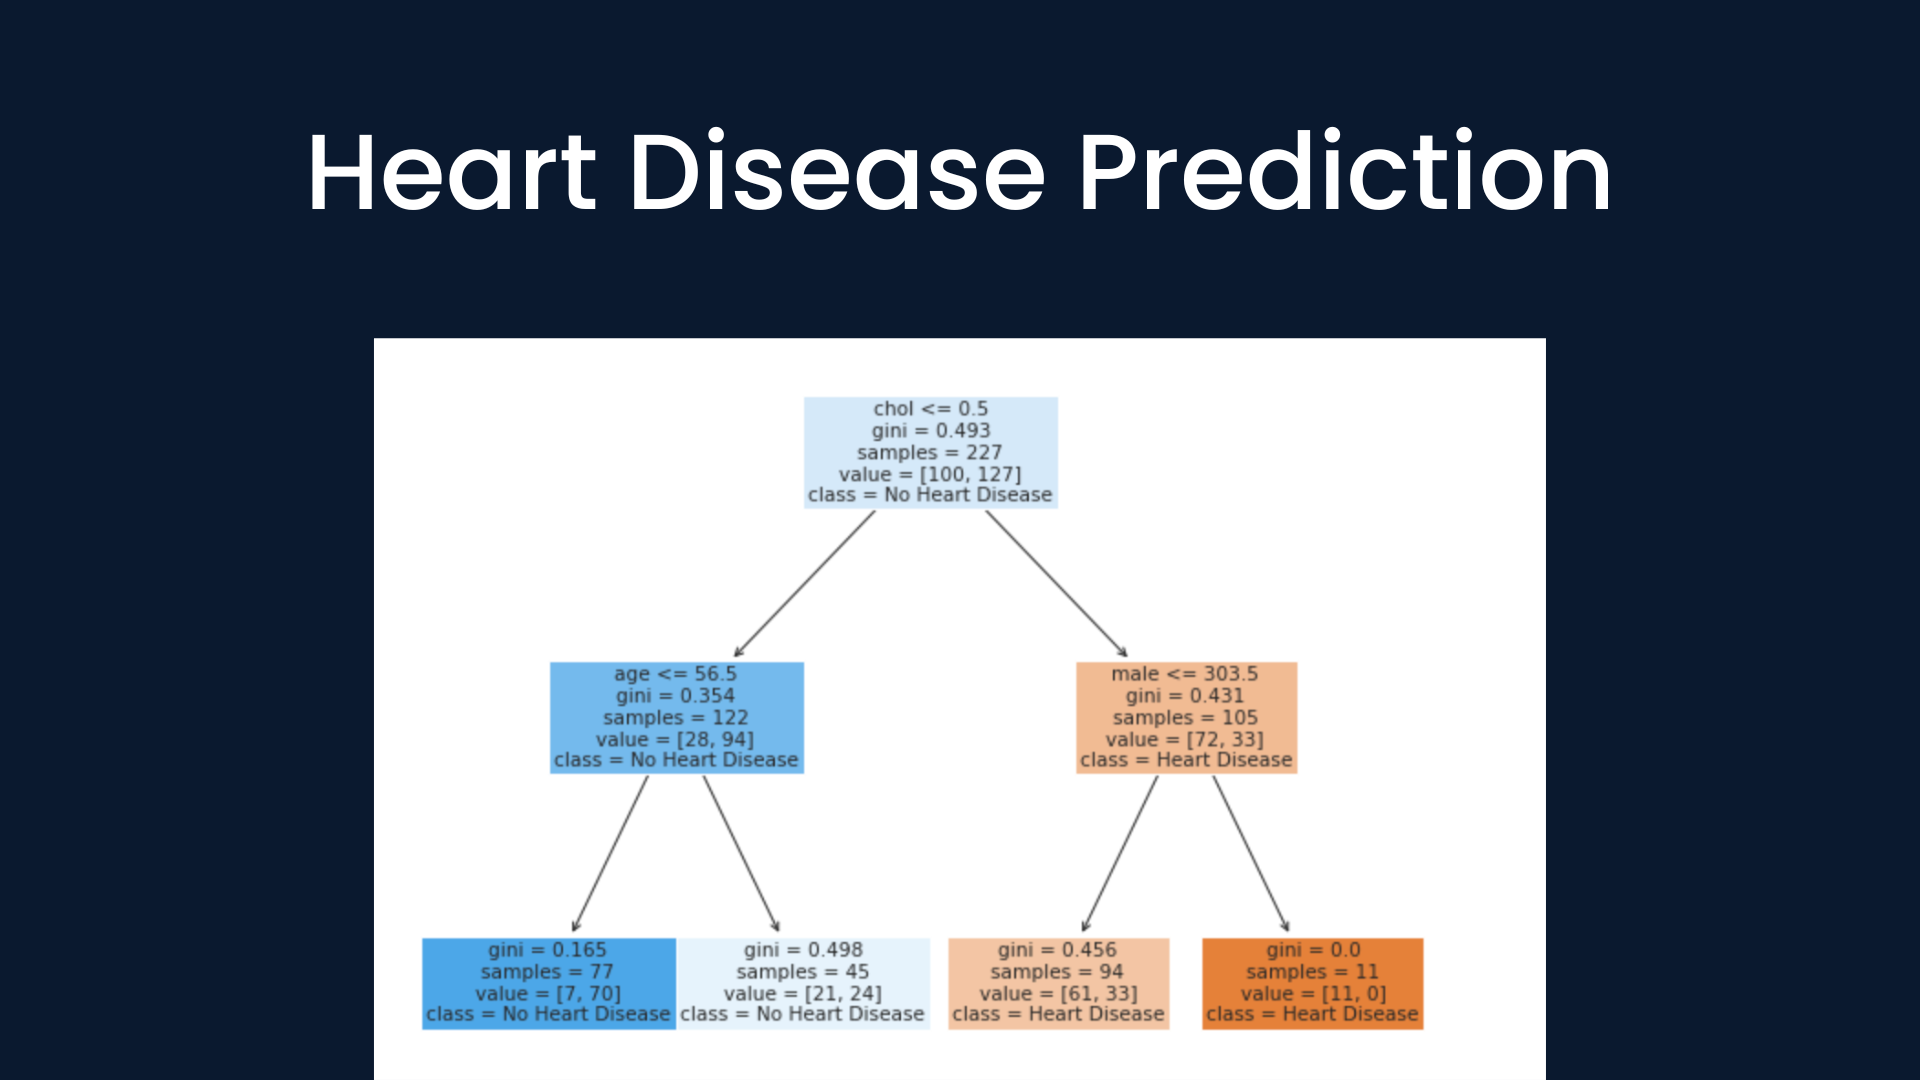 Heart Disease Prediction
chol <= 0.5
gini = 0.493
samples = 227
value = [100, 127]
class = No Heart Disease
age <= 56.5
gini = 0.354
samples = 122
value = [28, 94]
class = No Heart Disease
male <= 303.5
gini = 0.431
samples = 105
value = [72, 33]
class = Heart Disease
gini = 0.165
samples = 77
value = [7, 70]
class = No Heart Disease
gini = 0.498
samples = 45
value = [21, 24]
class = No Heart Disease
gini = 0.456
samples = 94
value = [61, 33]
class = Heart Disease
gini = 0.0
samples = 11
value = [11, 0]
class = Heart Disease